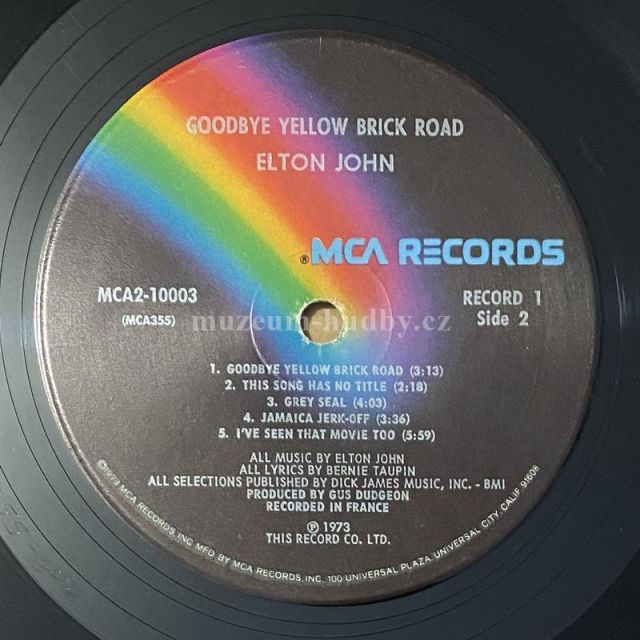 GOODBYE YELLOW BRICK ROAD
ELTON JOHN
®MCA RECORDS
MCA2-10003
(MCA355)
RECORD 1
Side 2
muzeum-hudby.cz
1. GOODBYE YELLOW BRICK ROAD (3:13)
2. THIS SONG HAS NO TITLE (2:18)
3. GREY SEAL (4:03)
4. JAMAICA JERK-OFF (3:36)
5. I'VE SEEN THAT MOVIE TOO (5:59)
ALL MUSIC BY ELTON JOHN
ALL LYRICS BY BERNIE TAUPIN
ALL SELECTIONS PUBLISHED BY DICK JAMES MUSIC, INC. - BMI
PRODUCED BY GUS DUDGEON
RECORDED IN FRANCE
℗ 1973
THIS RECORD CO. LTD.
©1973 MCA RECORDS, INC. MFD BY MCA RECORDS, INC. 100 UNIVERSAL PLAZA, UNIVERSAL CITY, CALIF. 91608